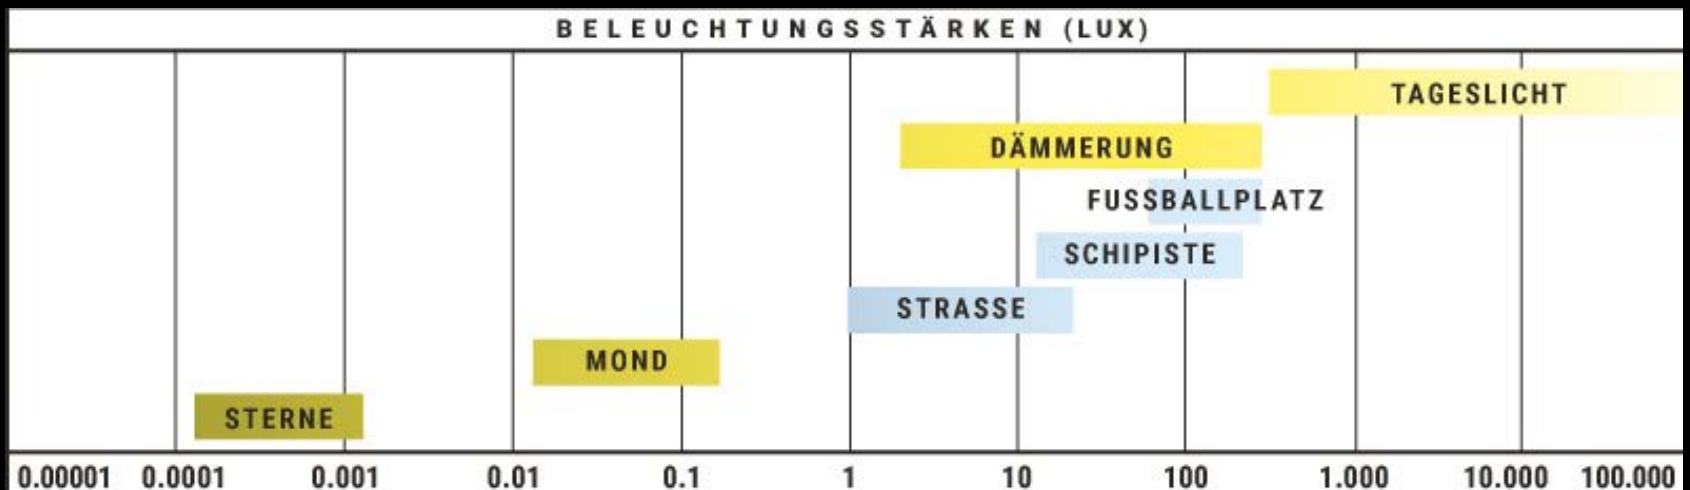 BELEUCHTUNGSSTÄRKEN (LUX)
TAGESLICHT
DÄMMERUNG
FUSSBALLPLATZ
SCHIPISTE
STRASSE
MOND
STERNE
0.00001 0.0001 0.001 0.01 0.1 1 10 100 1.000 10.000 100.000